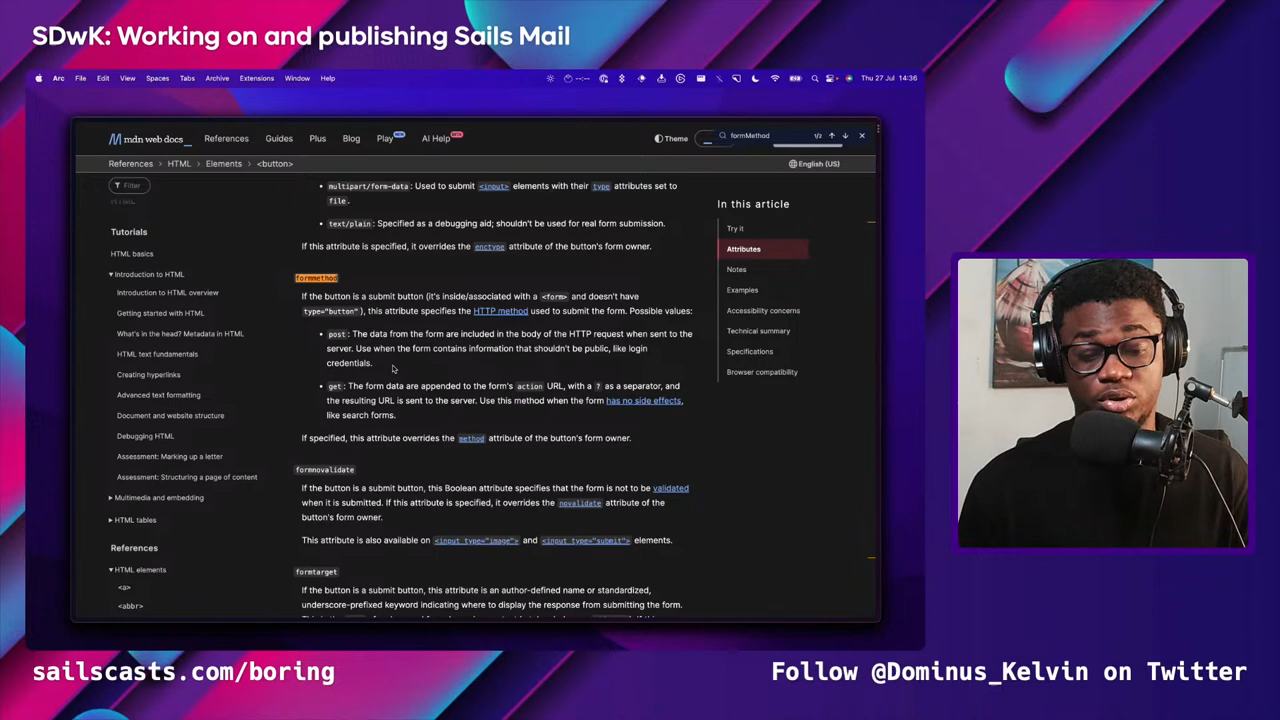 SDwK: Working on and publishing Sails Mail
Arc File Edit View Spaces Tabs Archive Extensions Window Help
Thu 27 Jul 14:36
mdn web docs_
References Guides Plus Blog Play NEW AI Help BETA
Theme
formMethod
1/2
References HTML Elements <button>
English (US)
Filter
Tutorials
HTML basics
Introduction to HTML
Introduction to HTML overview
Getting started with HTML
What's in the head? Metadata in HTML
HTML text fundamentals
Creating hyperlinks
Advanced text formatting
Document and website structure
Debugging HTML
Assessment: Marking up a letter
Assessment: Structuring a page of content
Multimedia and embedding
HTML tables
References
HTML elements
<a>
<abbr>
multipart/form-data: Used to submit <input> elements with their type attributes set to
file.
text/plain: Specified as a debugging aid; shouldn't be used for real form submission.
If this attribute is specified, it overrides the enctype attribute of the button's form owner.
formmethod
If the button is a submit button (it's inside/associated with a <form> and doesn't have
type="button"), this attribute specifies the HTTP method used to submit the form. Possible values:
post: The data from the form are included in the body of the HTTP request when sent to the
server. Use when the form contains information that shouldn't be public, like login
credentials.
get: The form data are appended to the form's action URL, with a ? as a separator, and
the resulting URL is sent to the server. Use this method when the form has no side effects,
like search forms.
If specified, this attribute overrides the method attribute of the button's form owner.
formnovalidate
If the button is a submit button, this Boolean attribute specifies that the form is not to be validated
when it is submitted. If this attribute is specified, it overrides the novalidate attribute of the
button's form owner.
This attribute is also available on <input type="image"> and <input type="submit"> elements.
formtarget
If the button is a submit button, this attribute is an author-defined name or standardized,
underscore-prefixed keyword indicating where to display the response from submitting the form.
In this article
Try it
Attributes
Notes
Examples
Accessibility concerns
Technical summary
Specifications
Browser compatibility
sailscasts.com/boring
Follow @Dominus_Kelvin on Twitter